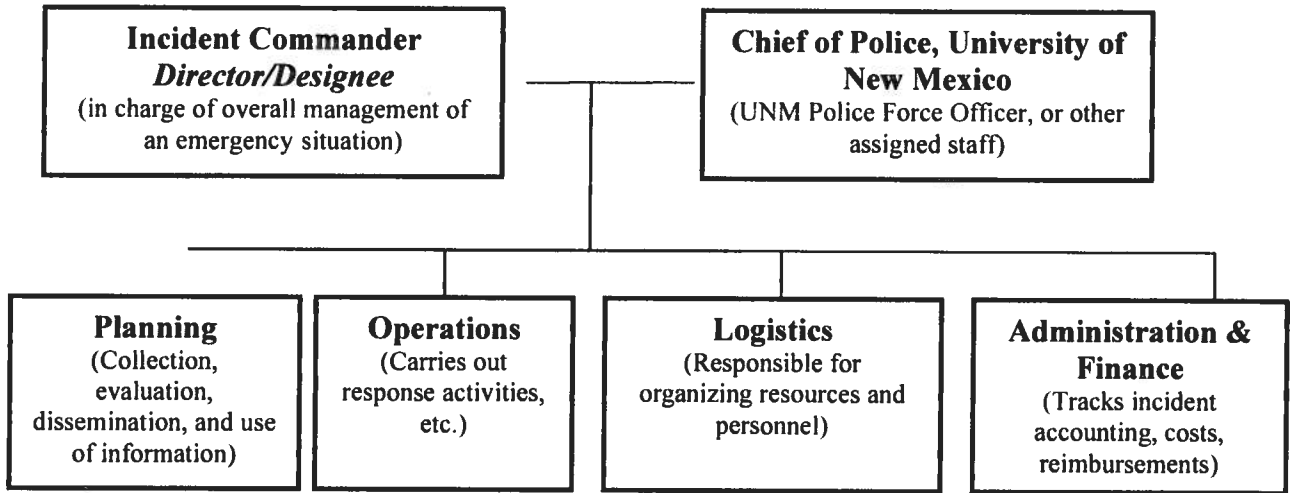 Incident Commander
Director/Designee
(in charge of overall management of
an emergency situation)
Chief of Police, University of
New Mexico
(UNM Police Force Officer, or other
assigned staff)
Planning
(Collection,
evaluation,
dissemination, and use
of information)
Operations
(Carries out
response activities,
etc.)
Logistics
(Responsible for
organizing resources and
personnel)
Administration &
Finance
(Tracks incident
accounting, costs,
reimbursements)